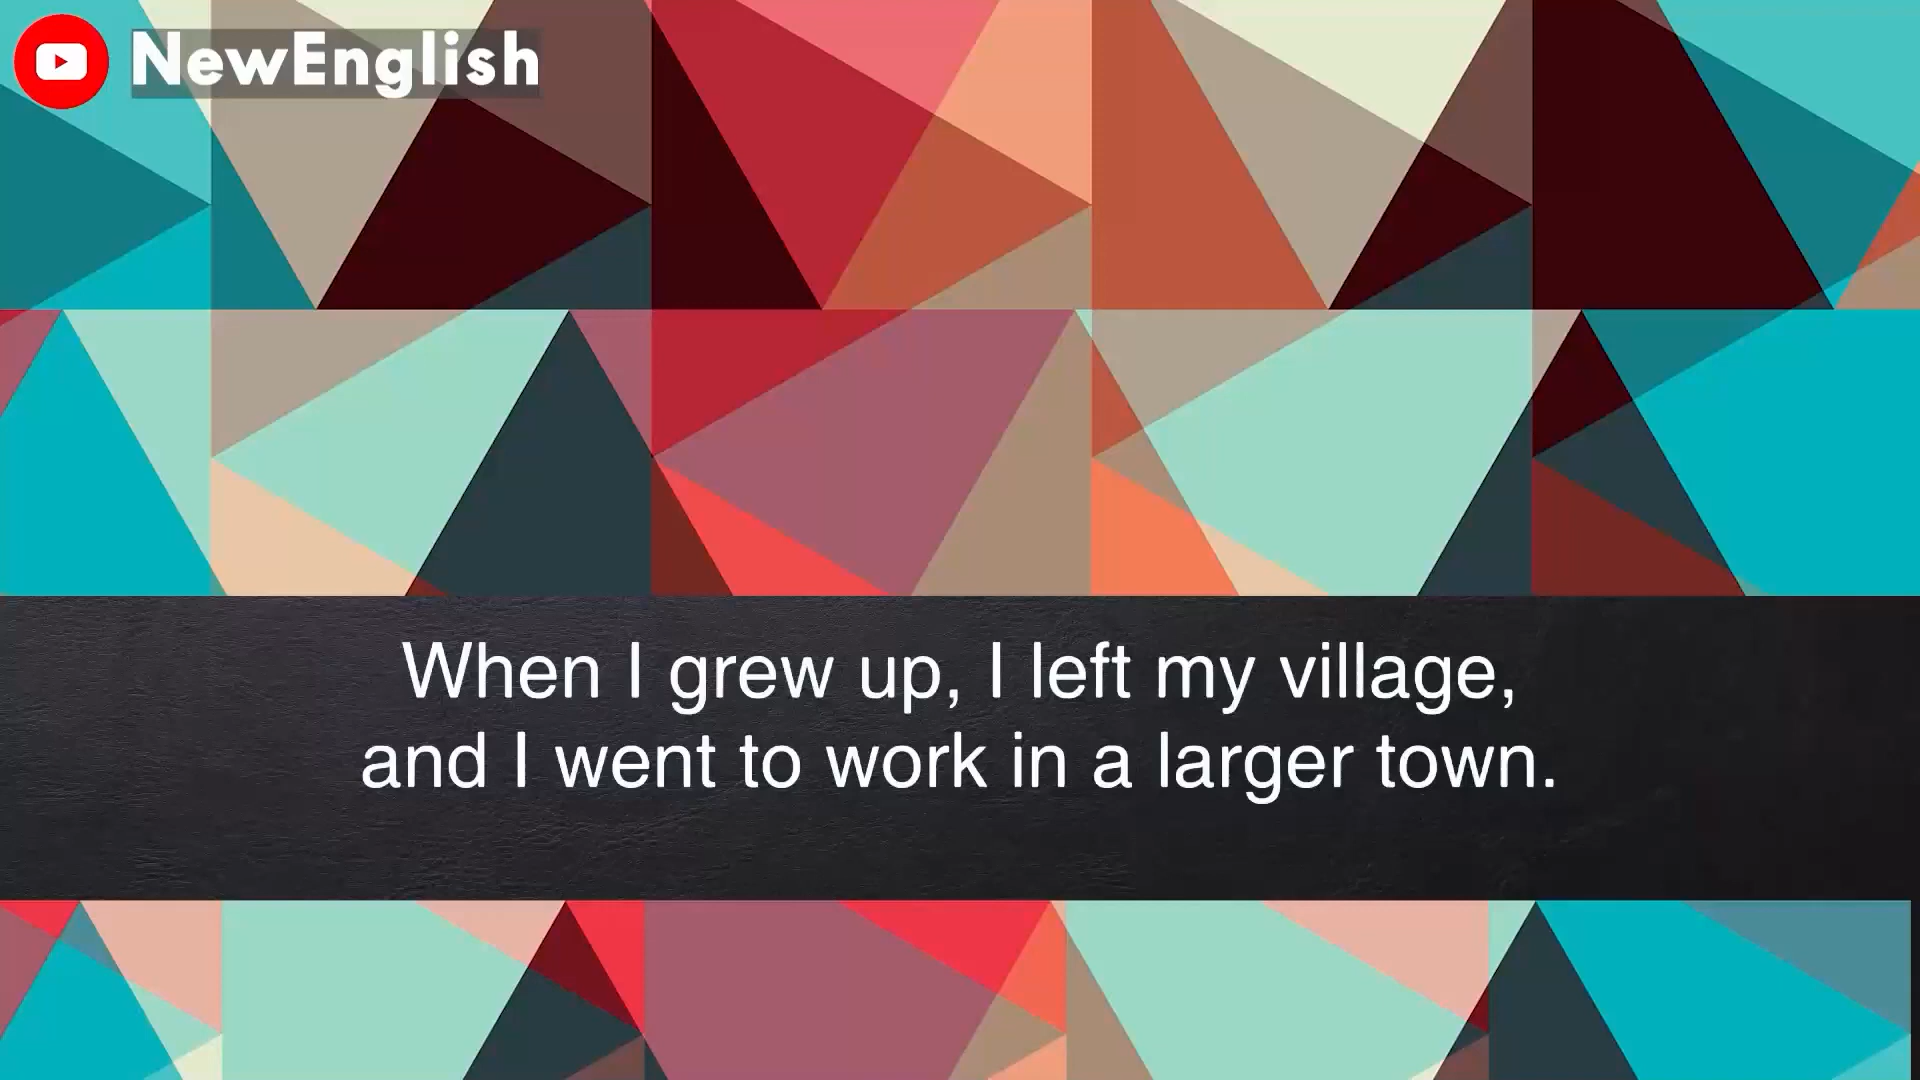 NewEnglish
When I grew up, I left my village,
and I went to work in a larger town.